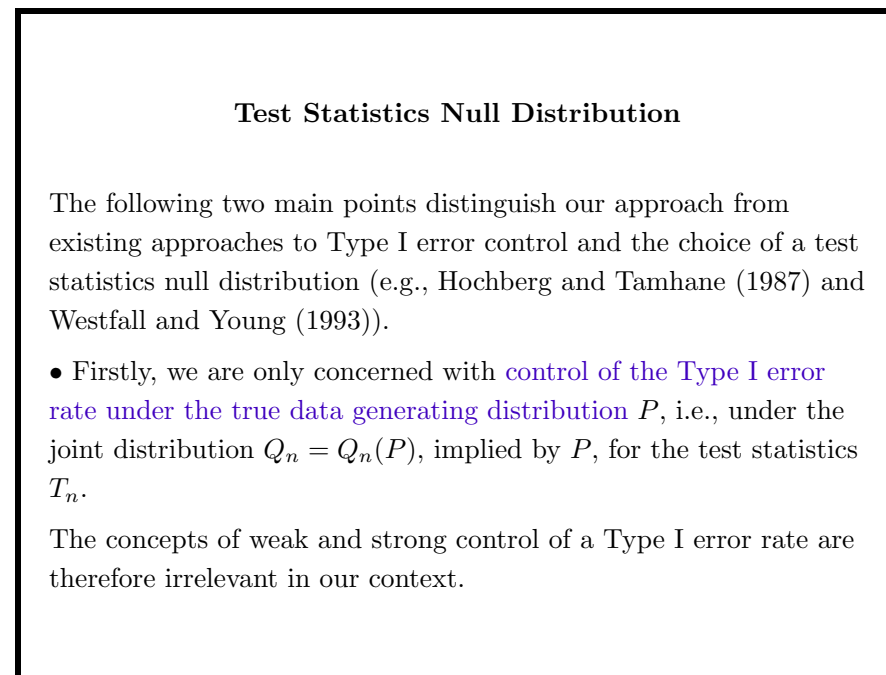 Test Statistics Null Distribution
The following two main points distinguish our approach from
existing approaches to Type I error control and the choice of a test
statistics null distribution (e.g., Hochberg and Tamhane (1987) and
Westfall and Young (1993)).
• Firstly, we are only concerned with control of the Type I error
rate under the true data generating distribution P, i.e., under the
joint distribution Qₙ = Qₙ(P), implied by P, for the test statistics
Tₙ.
The concepts of weak and strong control of a Type I error rate are
therefore irrelevant in our context.